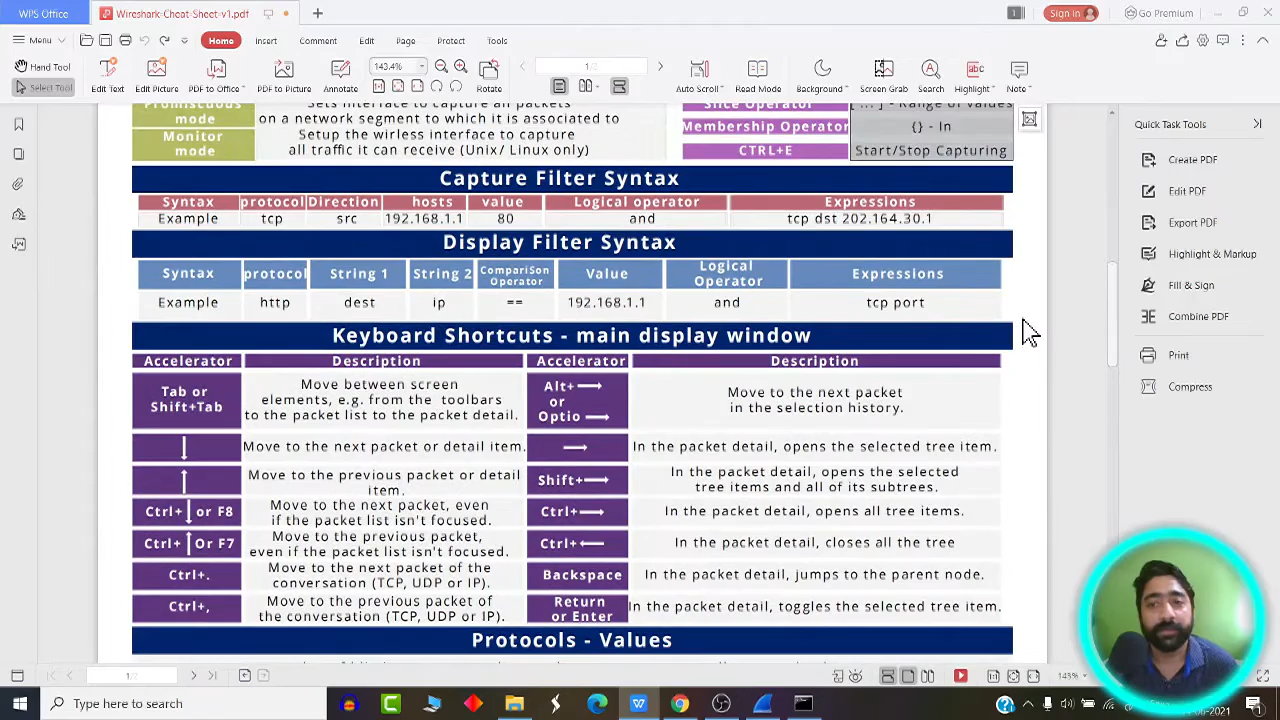 WPS Office
Wireshark-Cheat-Sheet-v1.pdf
Sign in
Go Premium
Menu
Home
Insert
Comment
Edit
Page
Protect
Tools
Hand Tool
Select Tool
Edit Text
Edit Picture
PDF to Office
PDF to Picture
Annotate
143.4%
Rotate
1/2
Auto Scroll
Read Mode
Background
Screen Grab
Search
Highlight
Note
Promiscuous
mode
Sets interface to capture all packets
on a network segment to which it is associated to
Monitor
mode
Setup the wirless interface to capture
all traffic it can receive (Unix/ Linux only)
Slice Operator
[ ... ] - Range of values
Membership Operator
{} - In
CTRL+E
Start/Stop Capturing
Capture Filter Syntax
Syntax protocol Direction hosts value Logical operator Expressions
Example tcp src 192.168.1.1 80 and tcp dst 202.164.30.1
Display Filter Syntax
Syntax protocol String 1 String 2 CompariSon Operator Value Logical Operator Expressions
Example http dest ip == 192.168.1.1 and tcp port
Keyboard Shortcuts - main display window
Accelerator Description Accelerator Description
Tab or
Shift+Tab
Move between screen
elements, e.g. from the toolbars
to the packet list to the packet detail.
Alt+ →
or
Optio →
Move to the next packet
in the selection history.
↓ Move to the next packet or detail item.
→ In the packet detail, opens the selected tree item.
↑ Move to the previous packet or detail
item.
Shift+→ In the packet detail, opens the selected
tree items and all of its subtrees.
Ctrl+ ↓ or F8 Move to the next packet, even
if the packet list isn't focused.
Ctrl+→ In the packet detail, opens all tree items.
Ctrl+ ↑ Or F7 Move to the previous packet,
even if the packet list isn't focused.
Ctrl+← In the packet detail, closes all the tree
Ctrl+. Move to the next packet of the
conversation (TCP, UDP or IP).
Backspace In the packet detail, jumps to the parent node.
Ctrl+, Move to the previous packet of
the conversation (TCP, UDP or IP).
Return
or Enter
In the packet detail, toggles the selected tree item.
Protocols - Values
Quick Task Tools
Create PDF
Edit PDF
Export PDF
Highlight & Markup
Fill & Sign
Combine PDF
Print
Compress
1/2
143%
Type here to search
ENG
-2021